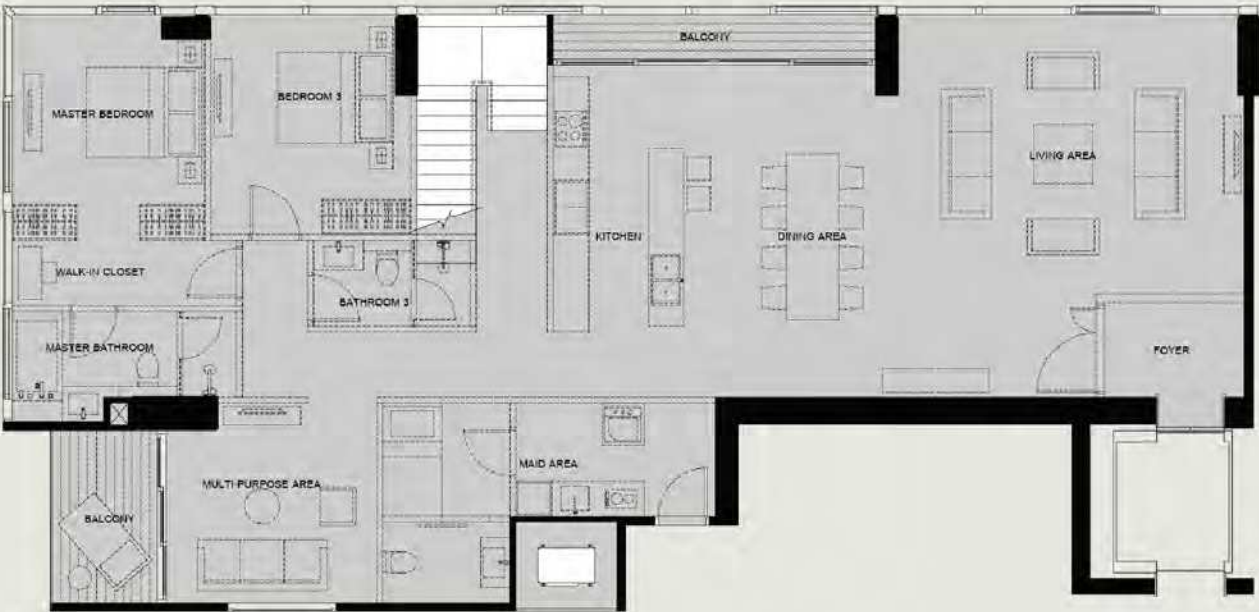 BALCONY
BEDROOM 3
MASTER BEDROOM
LIVING AREA
KITCHEN
DINING AREA
WALK-IN CLOSET
BATHROOM 3
MASTER BATHROOM
FOYER
MAID AREA
MULTI-PURPOSE AREA
BALCONY